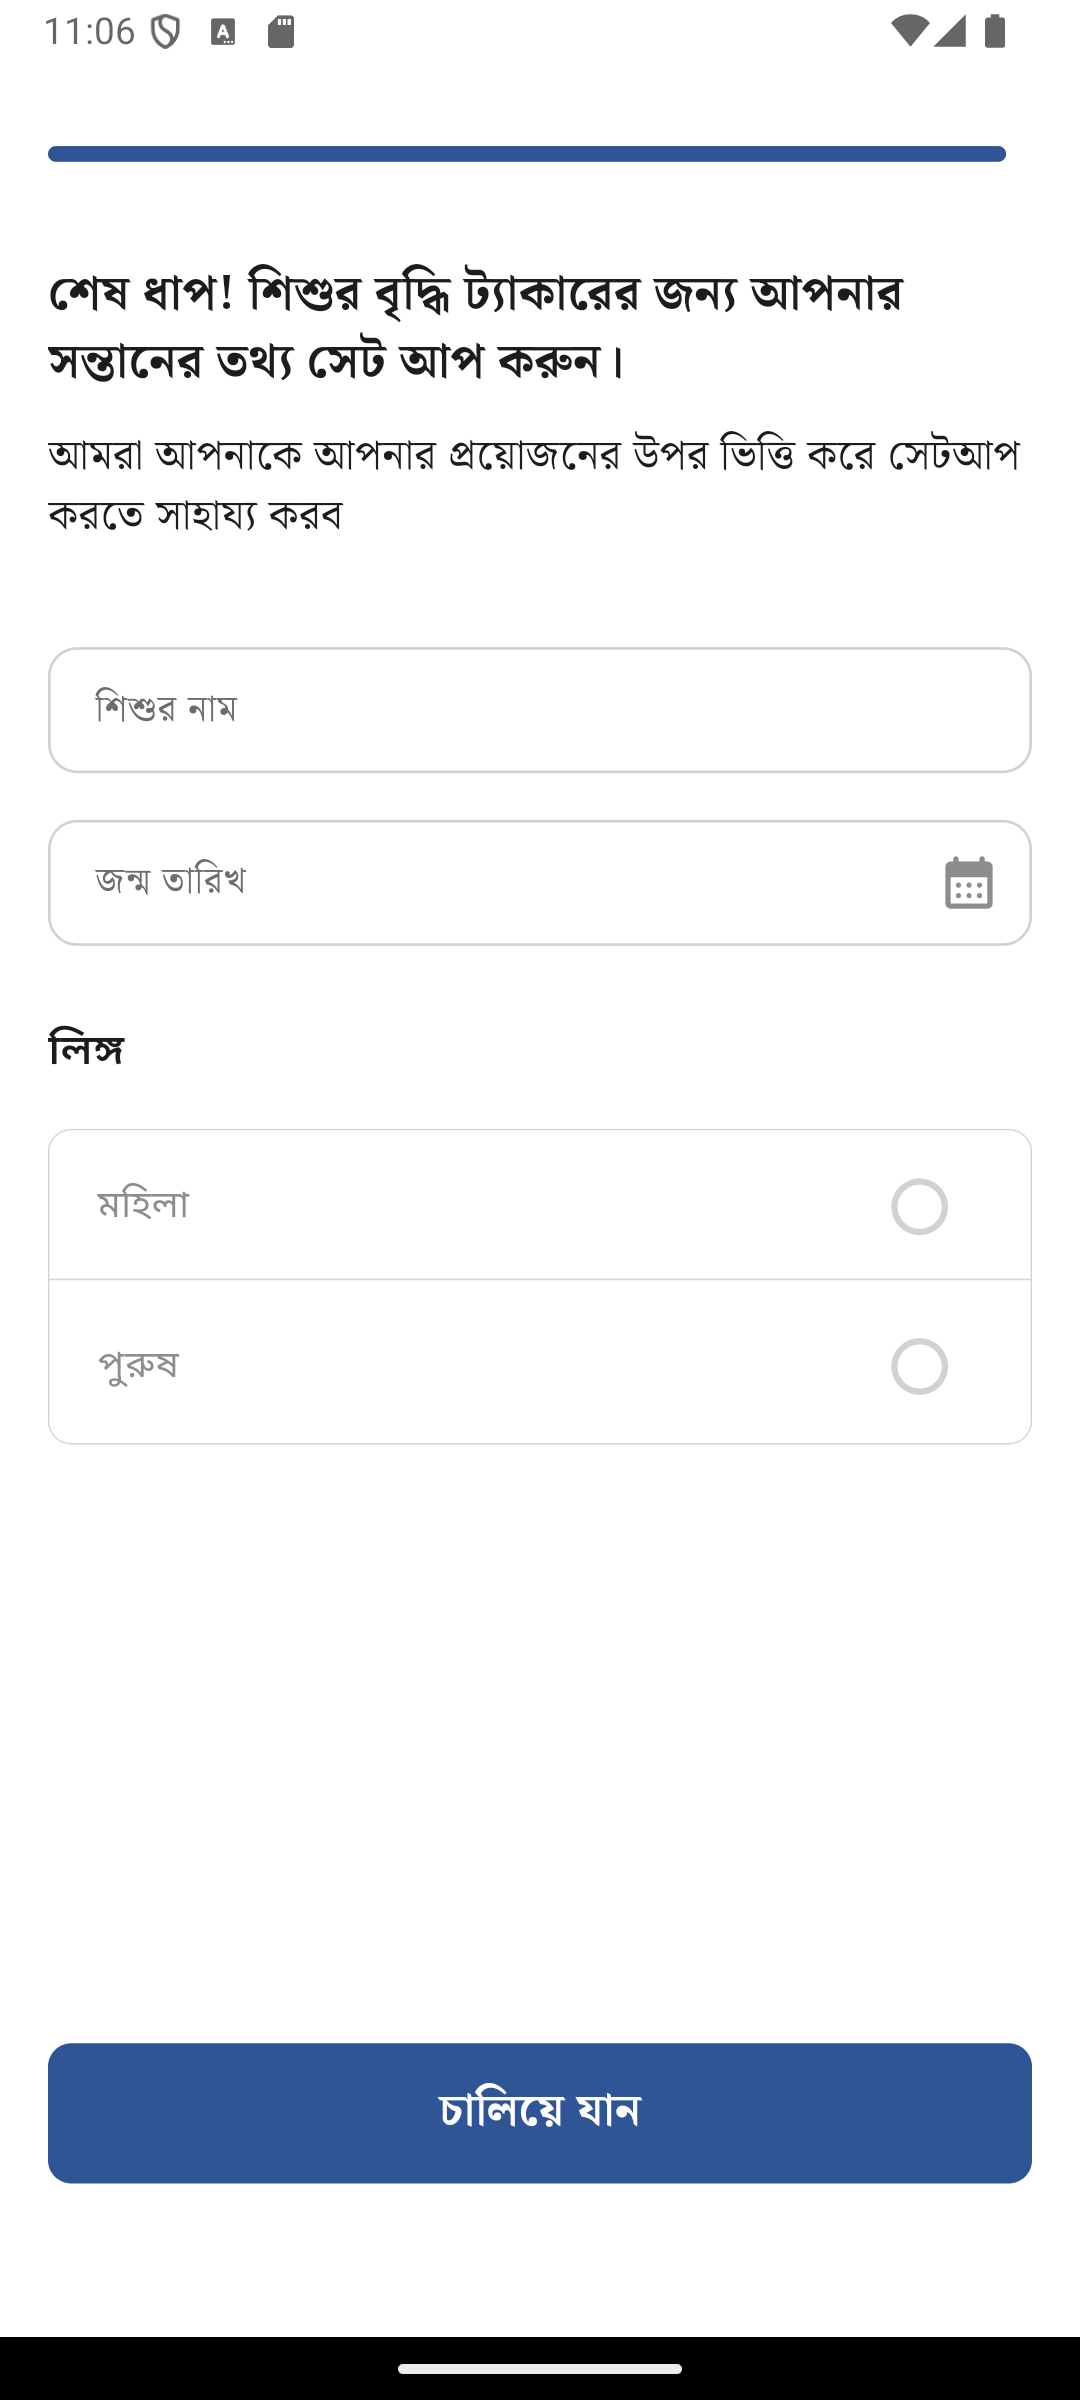 11:06
শেষ ধাপ! শিশুর বৃদ্ধি ট্যাকারের জন্য আপনার
সন্তানের তথ্য সেট আপ করুন।
আমরা আপনাকে আপনার প্রয়োজনের উপর ভিত্তি করে সেটআপ
করতে সাহায্য করব
শিশুর নাম
জন্ম তারিখ
লিঙ্গ
মহিলা
পুরুষ
চালিয়ে যান